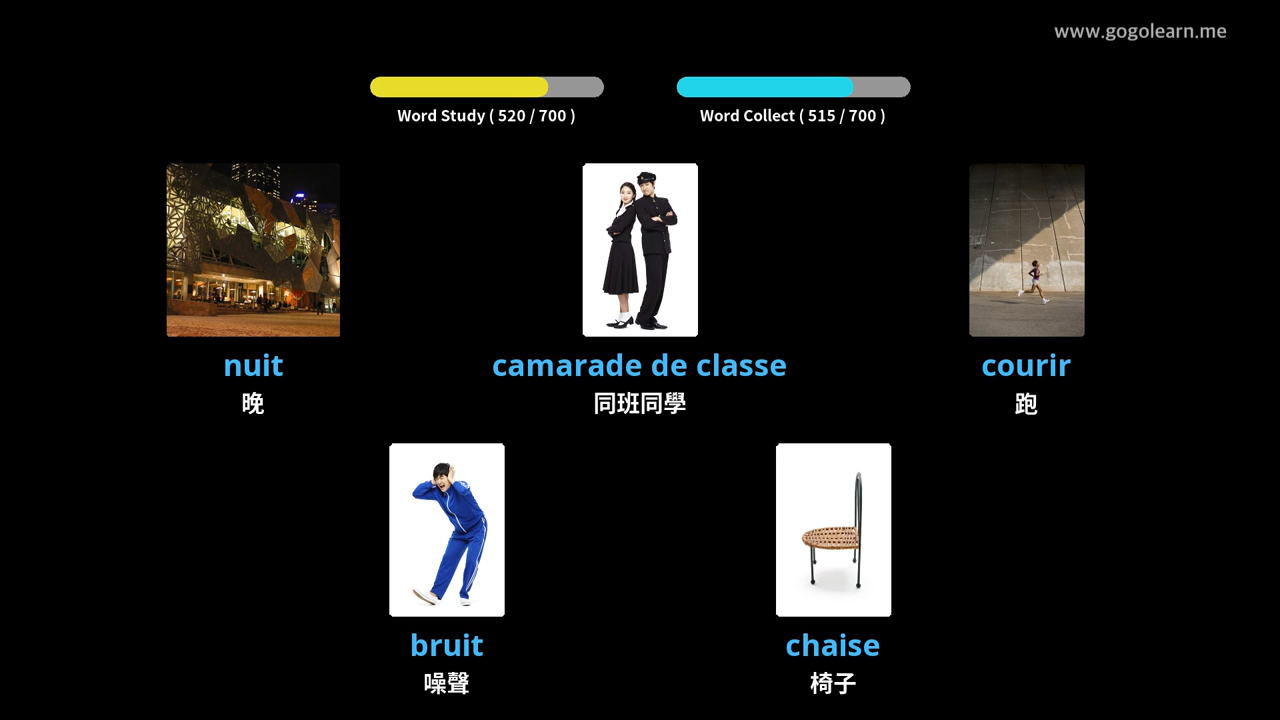 www.gogolearn.me
Word Study ( 520 / 700 )
Word Collect ( 515 / 700 )
nuit
晚
camarade de classe
同班同學
courir
跑
bruit
噪聲
chaise
椅子